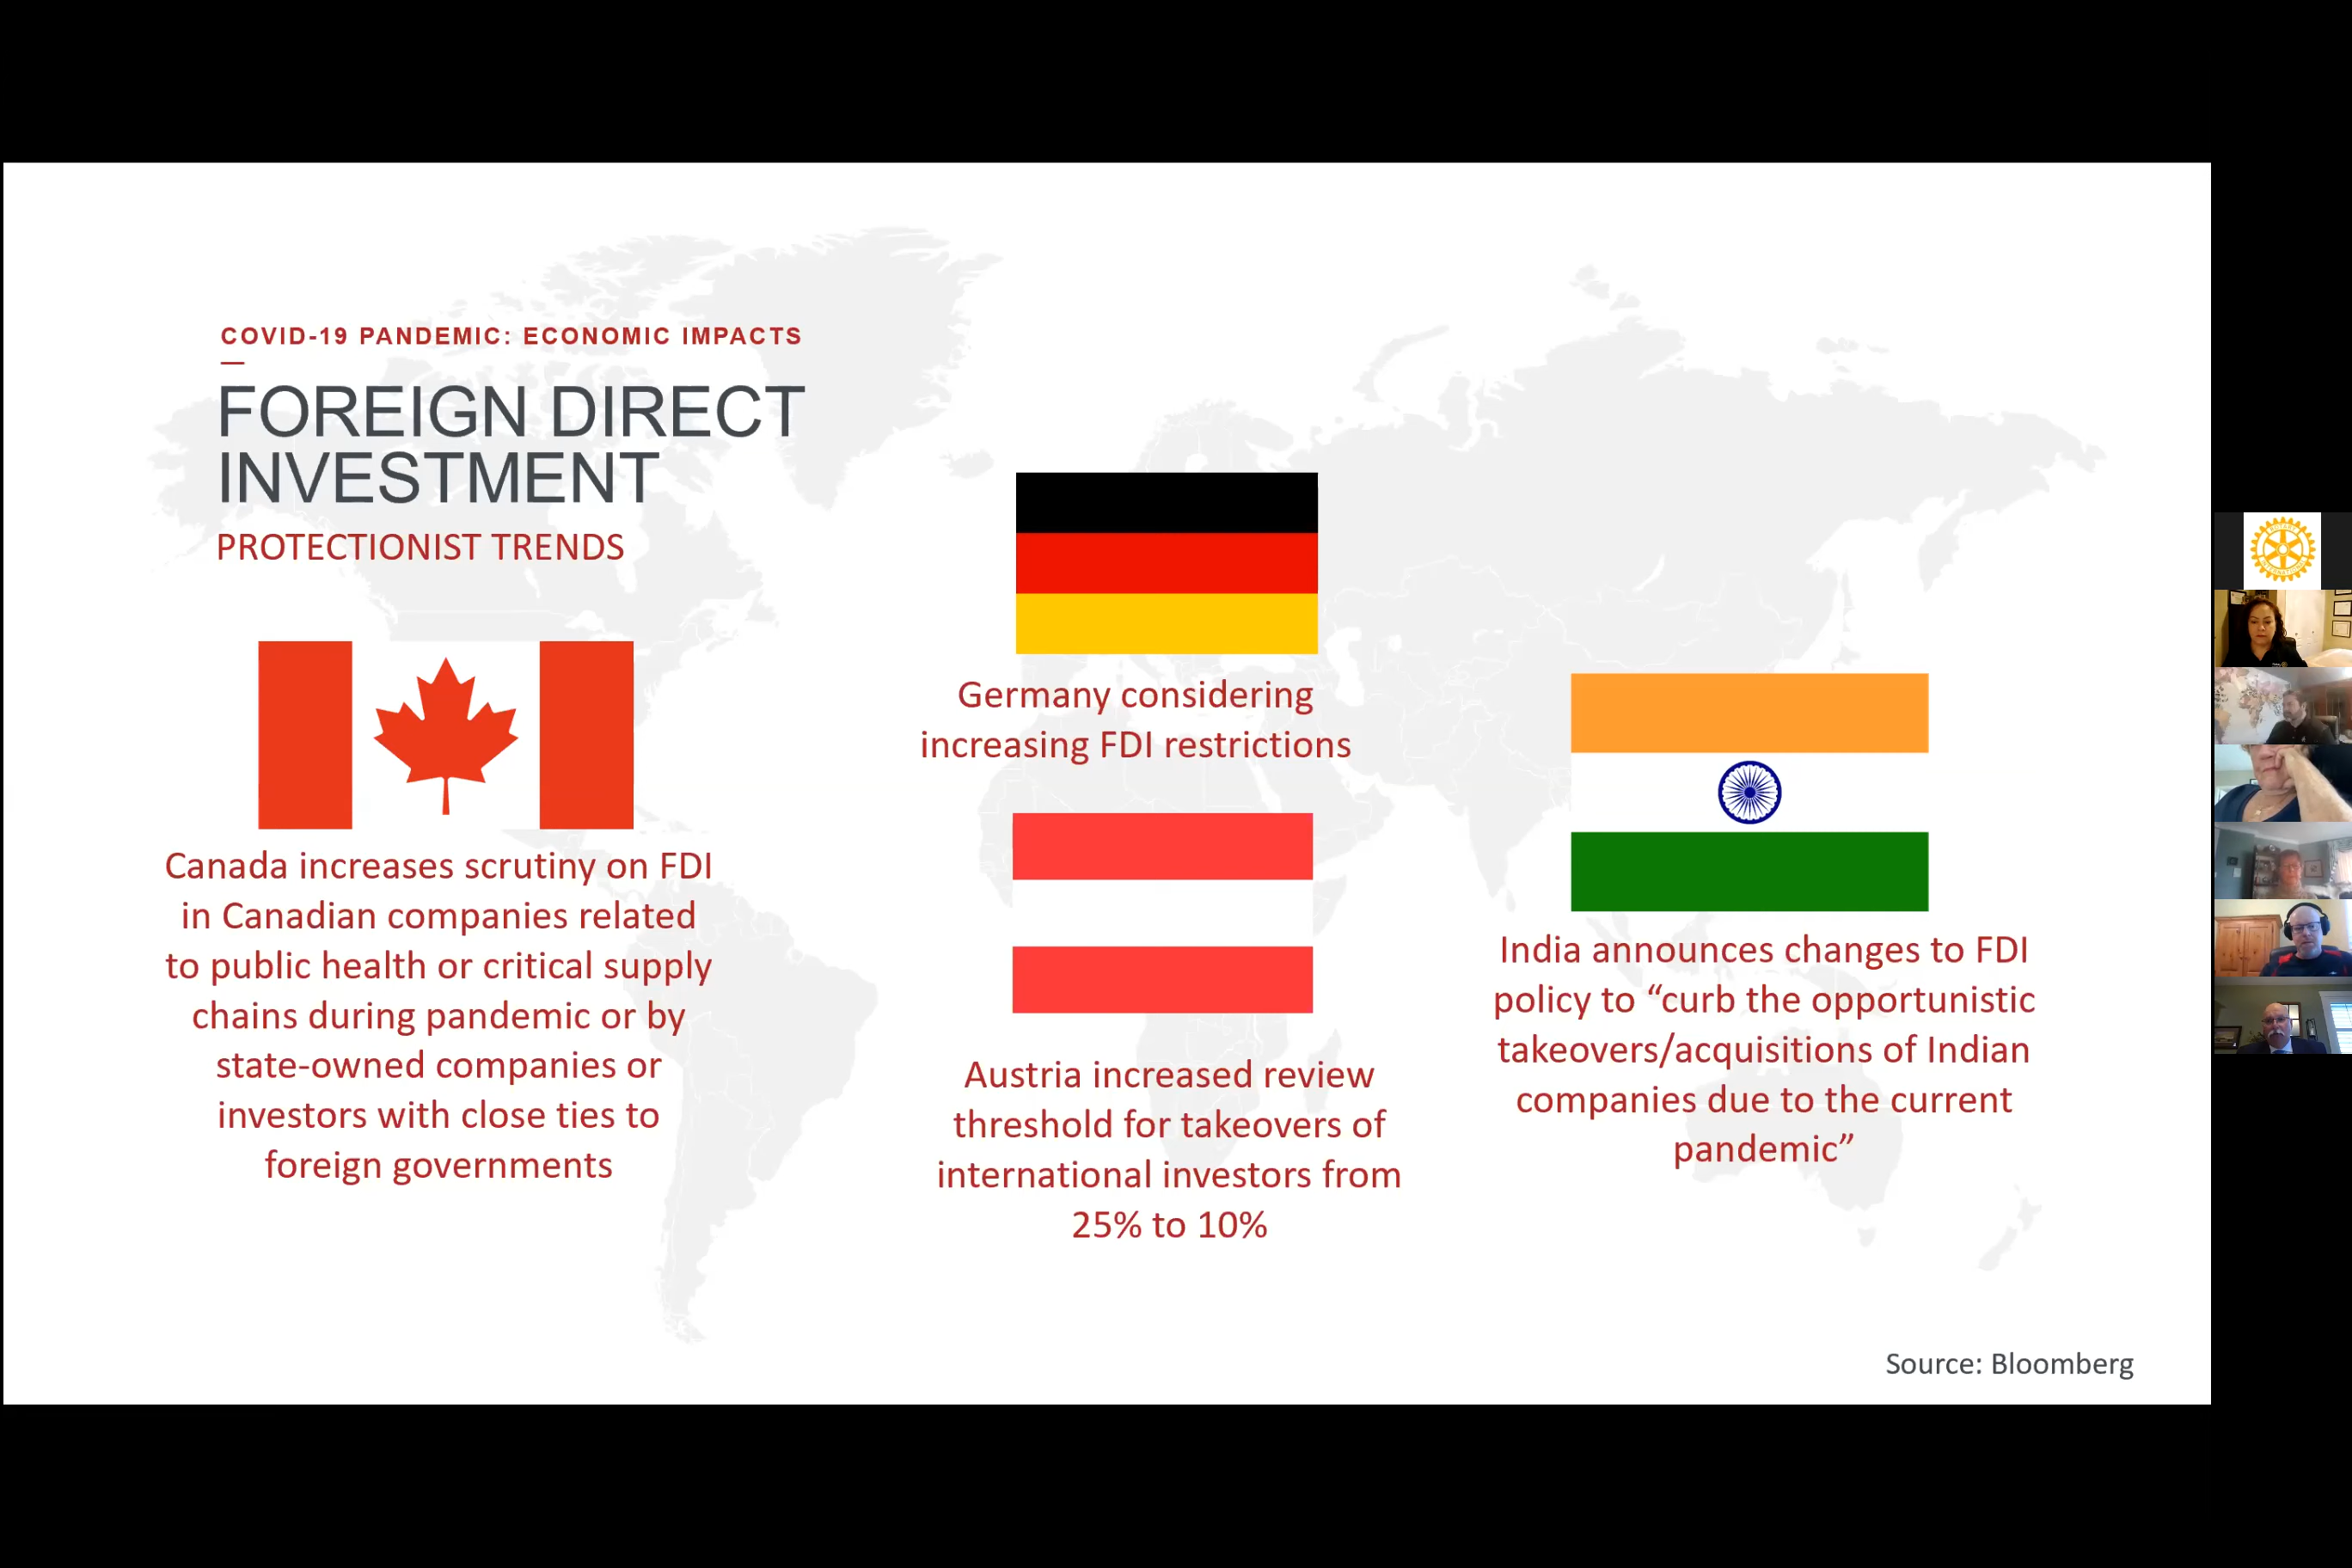 COVID-19 PANDEMIC: ECONOMIC IMPACTS
FOREIGN DIRECT
INVESTMENT
PROTECTIONIST TRENDS
Canada increases scrutiny on FDI
in Canadian companies related
to public health or critical supply
chains during pandemic or by
state-owned companies or
investors with close ties to
foreign governments
Germany considering
increasing FDI restrictions
Austria increased review
threshold for takeovers of
international investors from
25% to 10%
India announces changes to FDI
policy to “curb the opportunistic
takeovers/acquisitions of Indian
companies due to the current
pandemic”
Source: Bloomberg
ROTARY
INTERNATIONAL